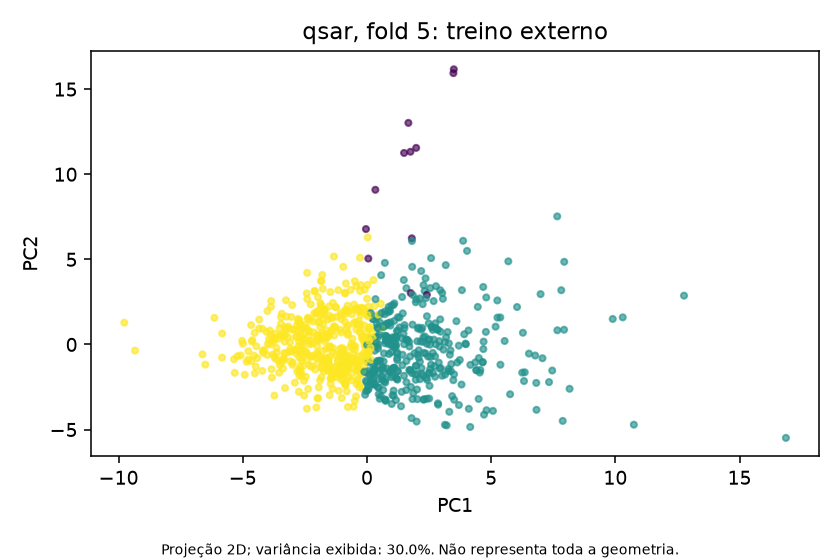 qsar, fold 5: treino externo
15
10
5
0
−5
PC2
−10
−5
0
5
10
15
PC1
Projeção 2D; variância exibida: 30.0%. Não representa toda a geometria.